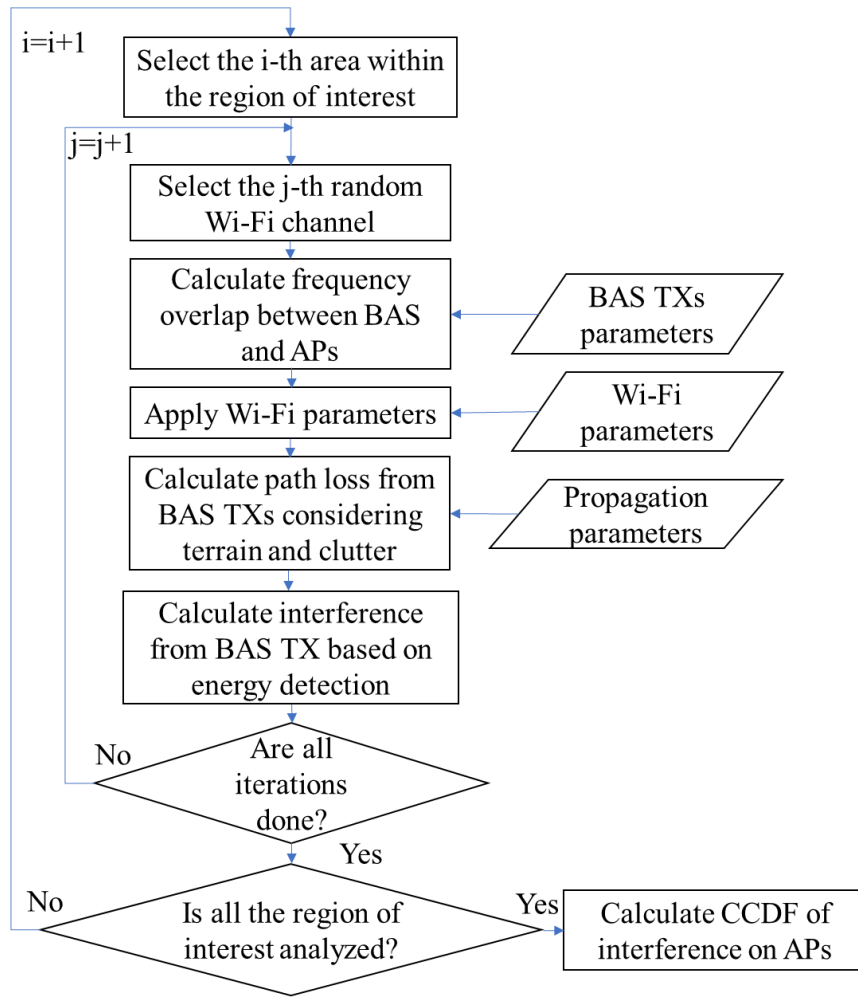 i=i+1
Select the i-th area within
the region of interest
j=j+1
Select the j-th random
Wi-Fi channel
Calculate frequency
overlap between BAS
and APs
BAS TXs
parameters
Apply Wi-Fi parameters
Wi-Fi
parameters
Calculate path loss from
BAS TXs considering
terrain and clutter
Propagation
parameters
Calculate interference
from BAS TX based on
energy detection
No
Are all
iterations
done?
Yes
No
Is all the region of
interest analyzed?
Yes
Calculate CCDF of
interference on APs